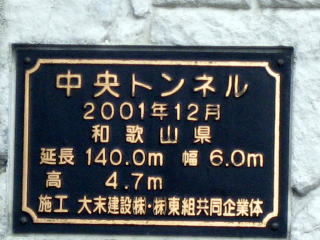 中央トンネル
2001年12月
和歌山県
延長 140.0m 幅 6.0m
高 4.7m
施工 大末建設㈱・㈱東組共同企業体